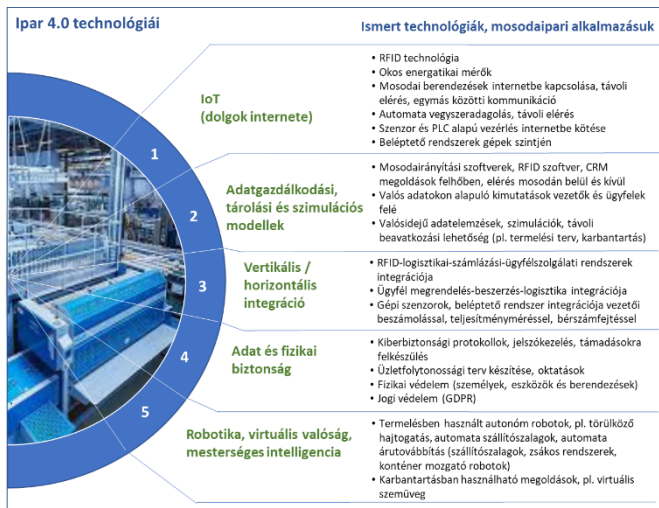 Ipar 4.0 technológiái
Ismert technológiák, mosodaipari alkalmazásuk
1
IoT
(dolgok internete)
• RFID technológia
• Okos energatikai mérők
• Mosodai berendezések internetbe kapcsolása, távoli
elérés, egymás közötti kommunikáció
• Automata vegyszeradagolás, távoli elérés
• Szenzor és PLC alapú vezérlés internetbe kötése
• Beléptető rendszerek gépek szintjén
2
Adatgazdálkodási,
tárolási és szimulációs
modellek
• Mosodairányítási szoftverek, RFID szoftver, CRM
megoldások felhőben, elérés mosodán belül és kívül
• Valós adatokon alapuló kimutatások vezetők és ügyfelek
felé
• Valósidejű adatelemzések, szimulációk, távoli
beavatkozási lehetőség (pl. termelési terv, karbantartás)
3
Vertikális /
horizontális
integráció
• RFID-logisztikai-számlázási-ügyfélszolgálati rendszerek
integrációja
• Ügyfél megrendelés-beszerzés-logisztika integrációja
• Gépi szenzorok, beléptető rendszer integrációja vezetői
beszámolással, teljesítményméréssel, bérszámfejtéssel
4
Adat és fizikai
biztonság
• Kiberbiztonsági protokollok, jelszókezelés, támadásokra
felkészülés
• Üzletfolytonossági terv készítése, oktatások
• Fizikai védelem (személyek, eszközök és berendezések)
• Jogi védelem (GDPR)
5
Robotika, virtuális valóság,
mesterséges intelligencia
• Termelésben használt autonóm robotok, pl. törülköző
hajtogatás, automata szállítószalagok, automata
árutovábbítás (szállítószalagok, zsákos rendszerek,
konténer mozgató robotok)
• Karbantartásban használható megoldások, pl. virtuális
szemüveg